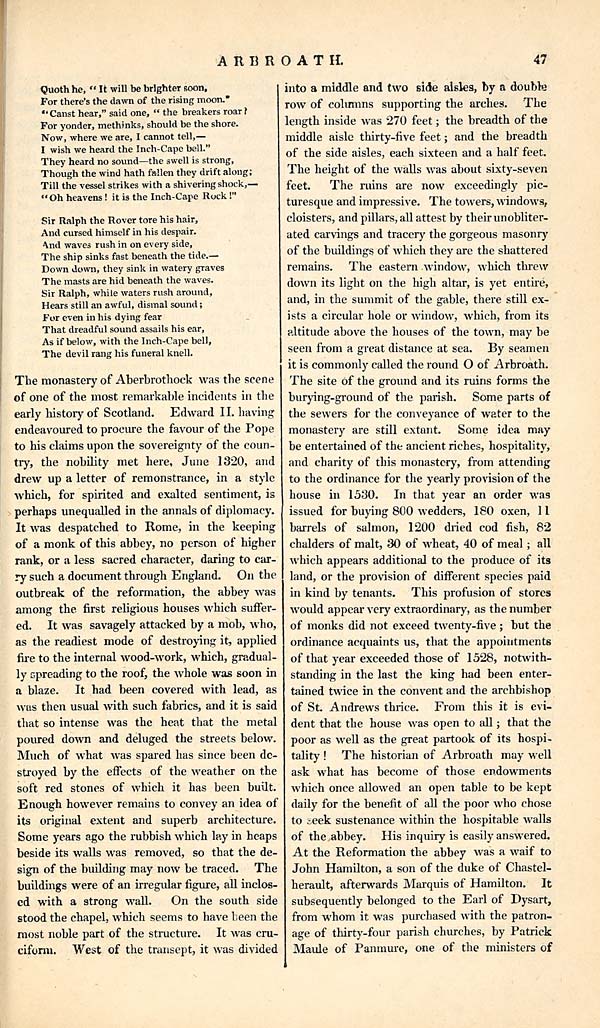 ARBROATH.
47
Quoth he, "It will be brighter soon,
For there's the dawn of the rising moon."
"Canst hear," said one, "the breakers roar?
For yonder, methinks, should be the shore.
Now, where we are, I cannot tell,—
I wish we heard the Inch-Cape bell."
They heard no sound—the swell is strong,
Though the wind hath fallen they drift along;
Till the vessel strikes with a shivering shock,—
"Oh heavens! it is the Inch-Cape Rock!"
Sir Ralph the Rover tore his hair,
And cursed himself in his despair.
And waves rush in on every side,
The ship sinks fast beneath the tide.—
Down down, they sink in watery graves
The masts are hid beneath the waves.
Sir Ralph, while waters rush around,
Hears still an awful, dismal sound;
For even in his dying fear
That dreadful sound assails his ear,
As if below, with the Inch-Cape bell,
The devil rang his funeral knell.
The monastery of Aberbrothock was the scene
of one of the most remarkable incidents in the
early history of Scotland. Edward II. having
endeavoured to procure the favour of the Pope
to his claims upon the sovereignty of the coun-
try, the nobility met here, June 1320, and
drew up a letter of remonstrance, in a style
which, for spirited and exalted sentiment, is
perhaps unequalled in the annals of diplomacy.
It was despatched to Rome, in the keeping
of a monk of this abbey, no person of higher
rank, or a less sacred character, daring to car-
ry such a document through England. On the
outbreak of the reformation, the abbey was
among the first religious houses which suffer-
ed. It was savagely attacked by a mob, who,
as the readiest mode of destroying it, applied
fire to the internal wood-work, which, gradual-
ly spreading to the roof, the whole was soon in
a blaze. It had been covered with lead, as
was then usual with such fabrics, and it is said
that so intense was the heat that the metal
poured down and deluged the streets below.
Much of what was spared has since been de-
stroyed by the effects of the weather on the
soft red stones of which it has been built.
Enough however remains to convey an idea of
its original extent and superb architecture.
Some years ago the rubbish which lay in heaps
beside its walls was removed, so that the de-
sign of the building may now be traced. The
buildings were of an irregular figure, all inclos-
ed with a strong wall. On the south side
stood the chapel, which seems to have been the
most noble part of the structure. It was cru-
ciform. West of the transept, it was divided
into a middle and two side aisles, by a double
row of columns supporting the arches. The
length inside was 270 feet; the breadth of the
middle aisle thirty-five feet; and the breadth
of the side aisles, each sixteen and a half feet.
The height of the walls was about sixty-seven
feet. The ruins are now exceedingly pic-
turesque and impressive. The towers, windows,
cloisters, and pillars, all attest by their unobliter-
ated carvings and tracery the gorgeous masonry
of the buildings of which they are the shattered
remains. The eastern window, which threw
down its light on the high altar, is yet entire,
and, in the summit of the gable, there still ex-
ists a circular hole or window, which, from its
altitude above the houses of the town, may be
seen from a great distance at sea. By seamen
it is commonly called the round O of Arbroath.
The site of the ground and its ruins forms the
burying-ground of the parish. Some parts of
the sewers for the conveyance of water to the
monastery are still extant. Some idea may
be entertained of the ancient riches, hospitality,
and charity of this monastery, from attending
to the ordinance for the yearly provision of the
house in 1530. In that year an order was
issued for buying 800 wedders, 180 oxen, 11
barrels of salmon, 1200 dried cod fish, 82
chalders of malt, 30 of wheat, 40 of meal; all
which appears additional to the produce of its
land, or the provision of different species paid
in kind by tenants. This profusion of stores
would appear very extraordinary, as the number
of monks did not exceed twenty-five; but the
ordinance acquaints us, that the appointments
of that year exceeded those of 1528, notwith-
standing in the last the king had been enter-
tained twice in the convent and the archbishop
of St. Andrews thrice. From this it is evi-
dent that the house was open to all; that the
poor as well as the great partook of its hospi-
tality! The historian of Arbroath may well
ask what has become of those endowments
which once allowed an open table to be kept
daily for the benefit of all the poor who chose
to seek sustenance within the hospitable walls
of the abbey. His inquiry is easily answered.
At the Reformation the abbey was a waif to
John Hamilton, a son of the duke of Chastel-
herault, afterwards Marquis of Hamilton. It
subsequently belonged to the Earl of Dysart,
from whom it was purchased with the patron-
age of thirty-four parish churches, by Patrick
Maule of Panmure, one of the ministers of